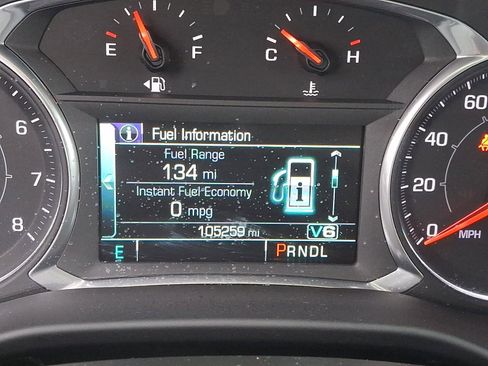 E F
C H
6
7
8
Fuel Information
Fuel Range
134 mi
Instant Fuel Economy
0 mpg
105259 mi V6
E PRNDL
i
60
40
20
0
MPH